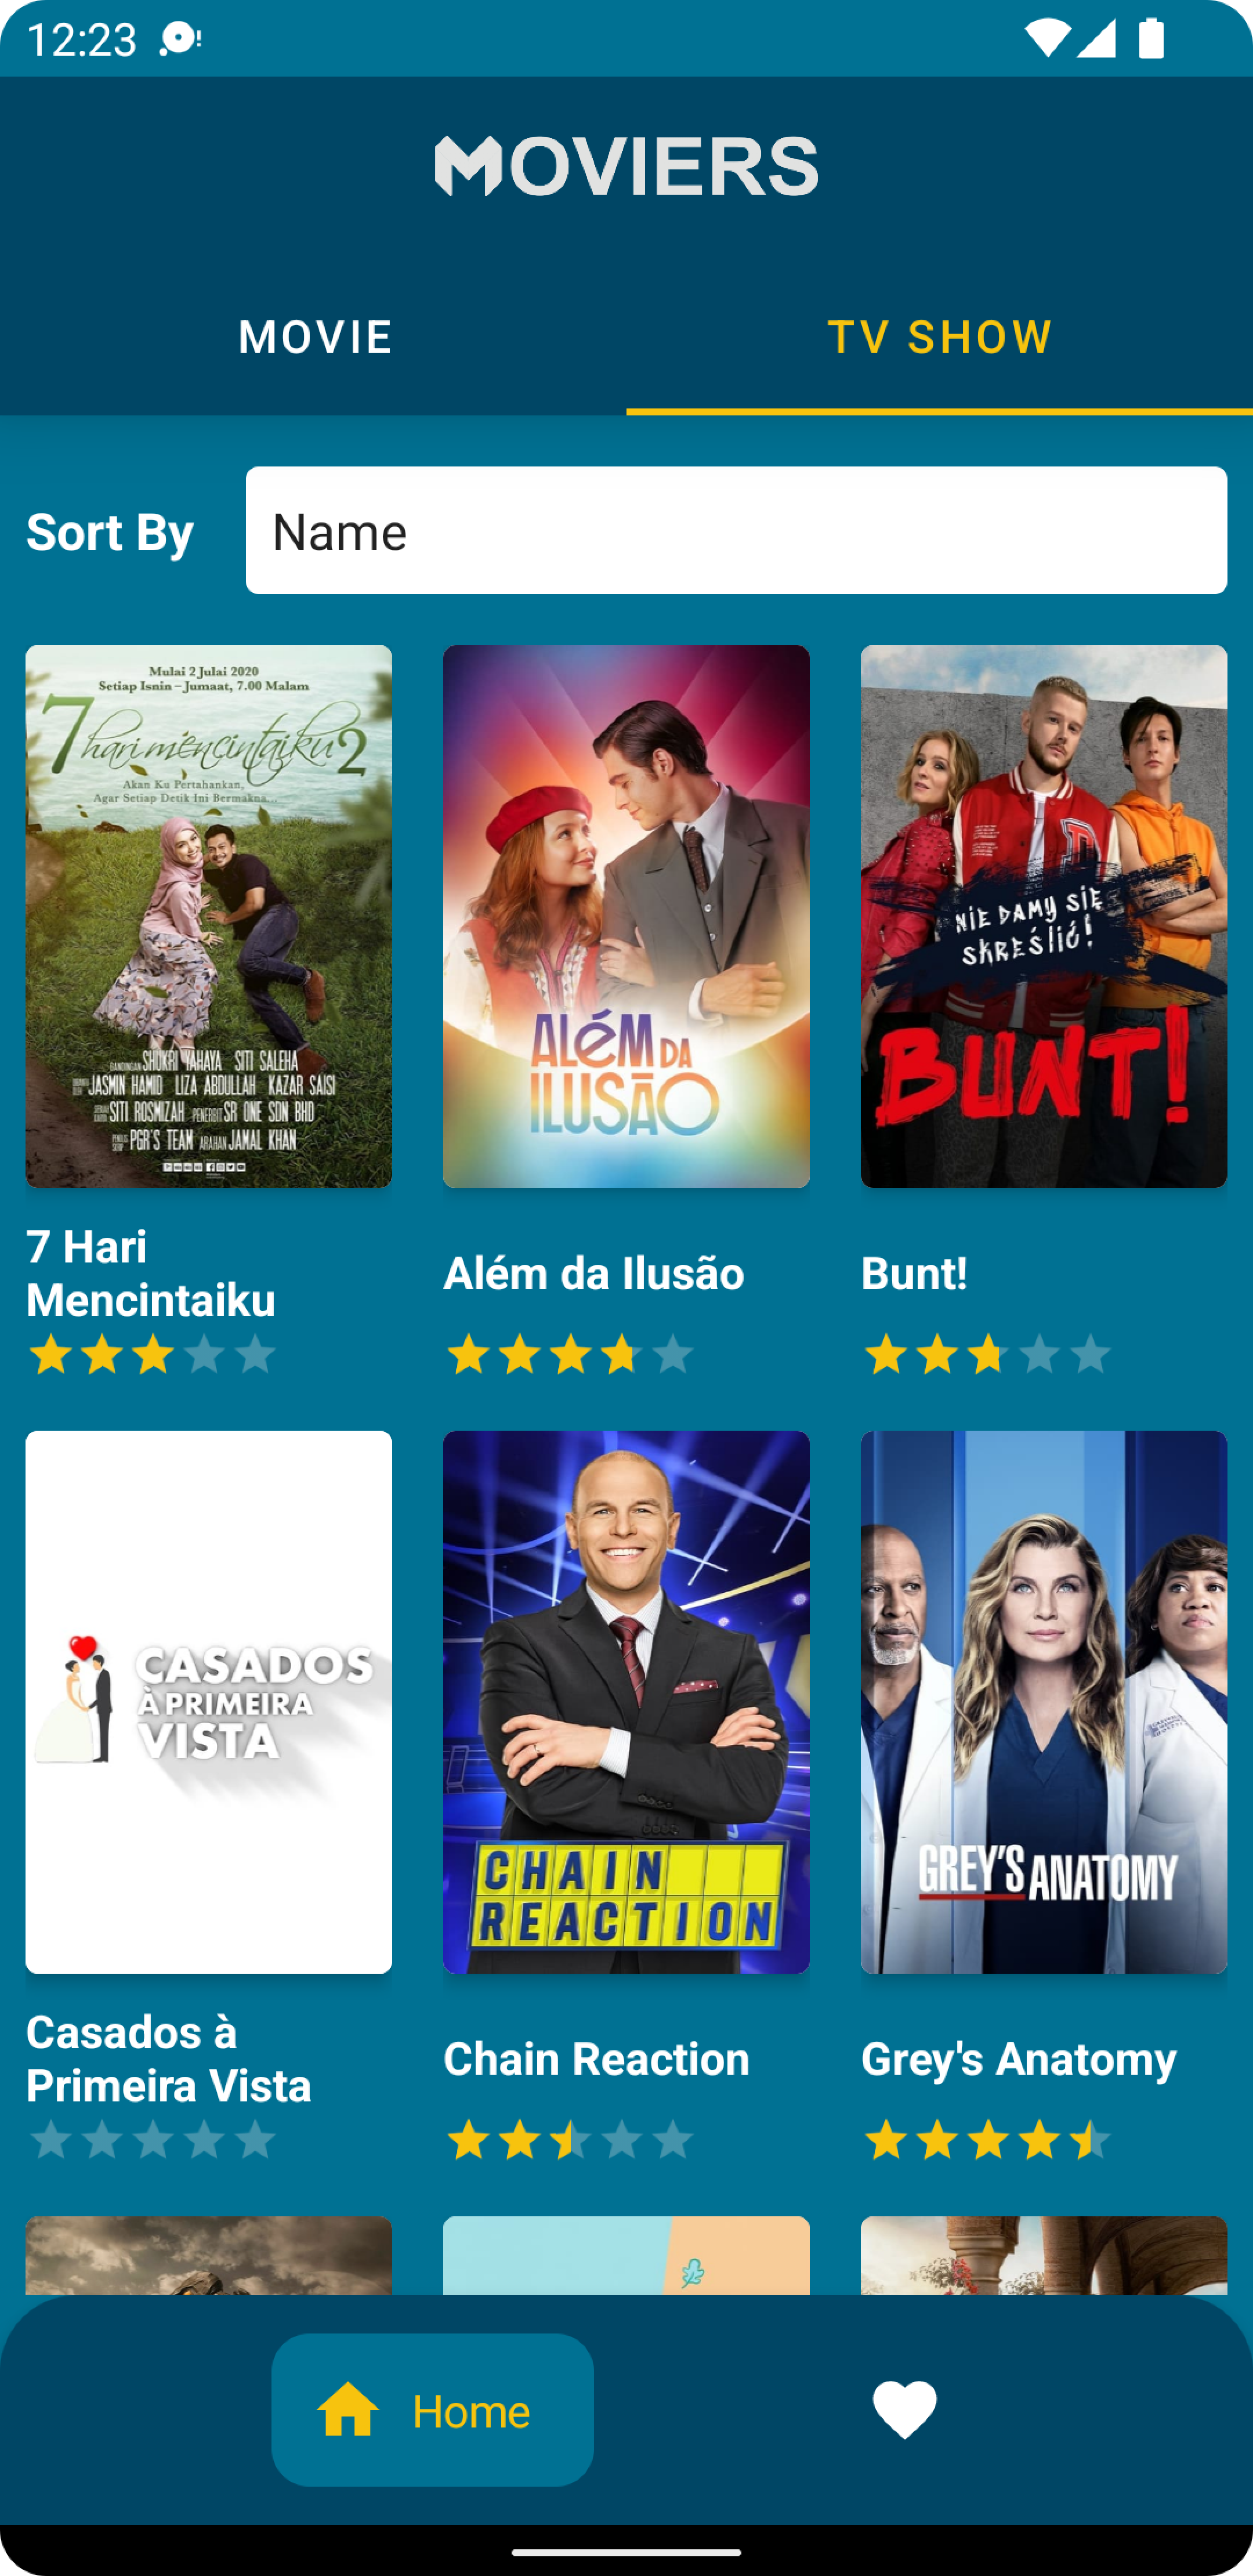 12:23
MOVIERS
MOVIE
TV SHOW
Sort By
Name
Mulai 2 Julai 2020
Setiap Isnin – Jumaat, 7.00 Malam
7 hari mencintaiku 2
Akan Ku Pertahankan,
Agar Setiap Detik Ini Bermakna...
SHUKRI YAHAYA SITI SALEHA
JASMIN HAMID LIZA ABDULLAH KAZAR SAISI
SITI ROSMIZAH PENERBIT SR ONE SDN BHD
PGR'S TEAM ARAHAN JAMAL KHAN
ALÉM DA
ILUSÃO
NIE DAMY SIĘ
SKREŚLIĆ!
BUNT!
7 Hari
Mencintaiku
Além da Ilusão
Bunt!
CASADOS
À PRIMEIRA
VISTA
CHAIN
REACTION
GREY'S ANATOMY
Casados à
Primeira Vista
Chain Reaction
Grey's Anatomy
Home